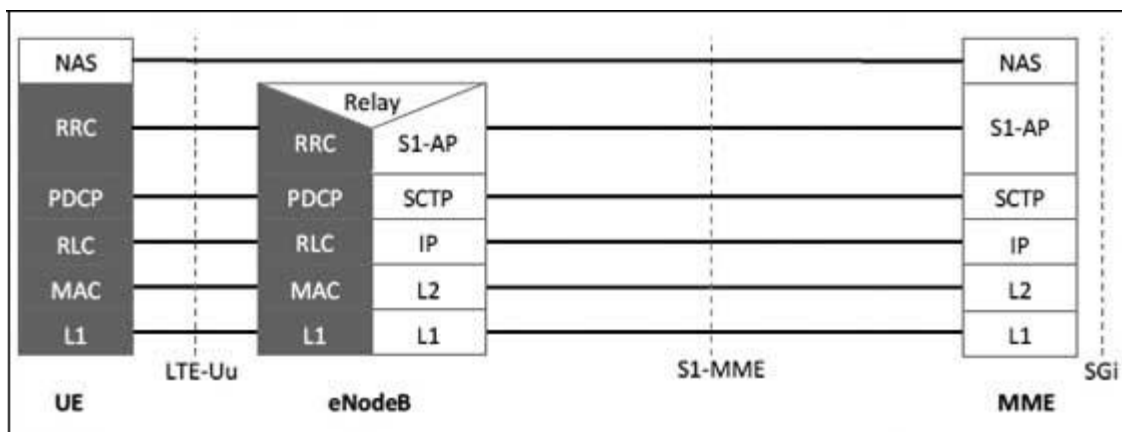 NAS NAS
Relay
RRC RRC S1-AP S1-AP
PDCP PDCP SCTP SCTP
RLC RLC IP IP
MAC MAC L2 L2
L1 L1 L1 L1
LTE-Uu S1-MME SGi
UE eNodeB MME